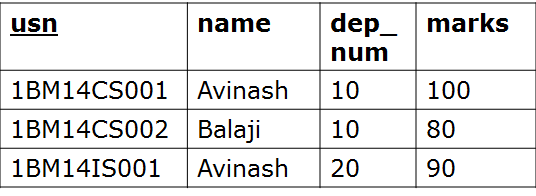 usn name dep_ marks
num
1BM14CS001 Avinash 10 100
1BM14CS002 Balaji 10 80
1BM14IS001 Avinash 20 90